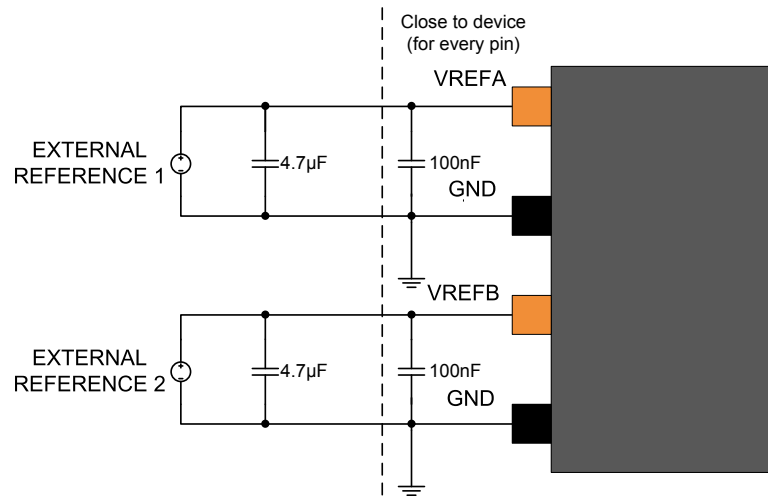 Close to device
(for every pin)
VREFA
EXTERNAL
REFERENCE 1
4.7µF
100nF
GND
VREFB
EXTERNAL
REFERENCE 2
4.7µF
100nF
GND